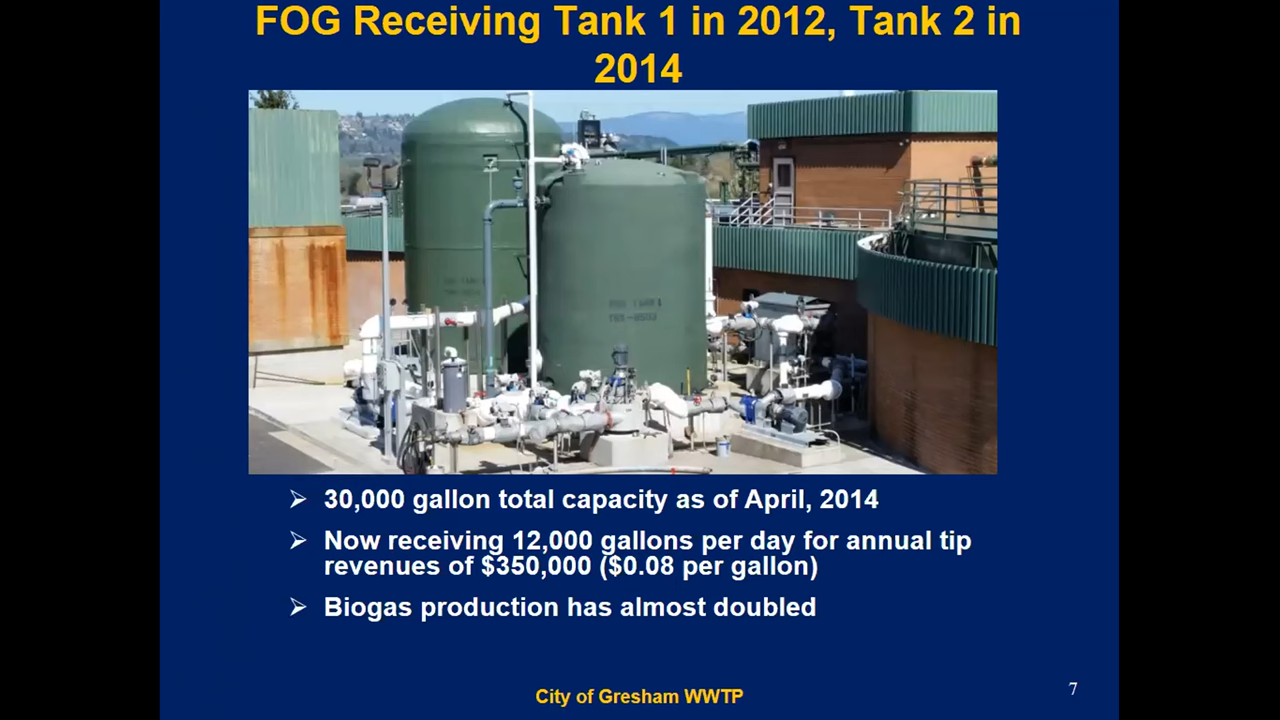 FOG Receiving Tank 1 in 2012, Tank 2 in
2014
30,000 gallon total capacity as of April, 2014
Now receiving 12,000 gallons per day for annual tip
revenues of $350,000 ($0.08 per gallon)
Biogas production has almost doubled
City of Gresham WWTP
7